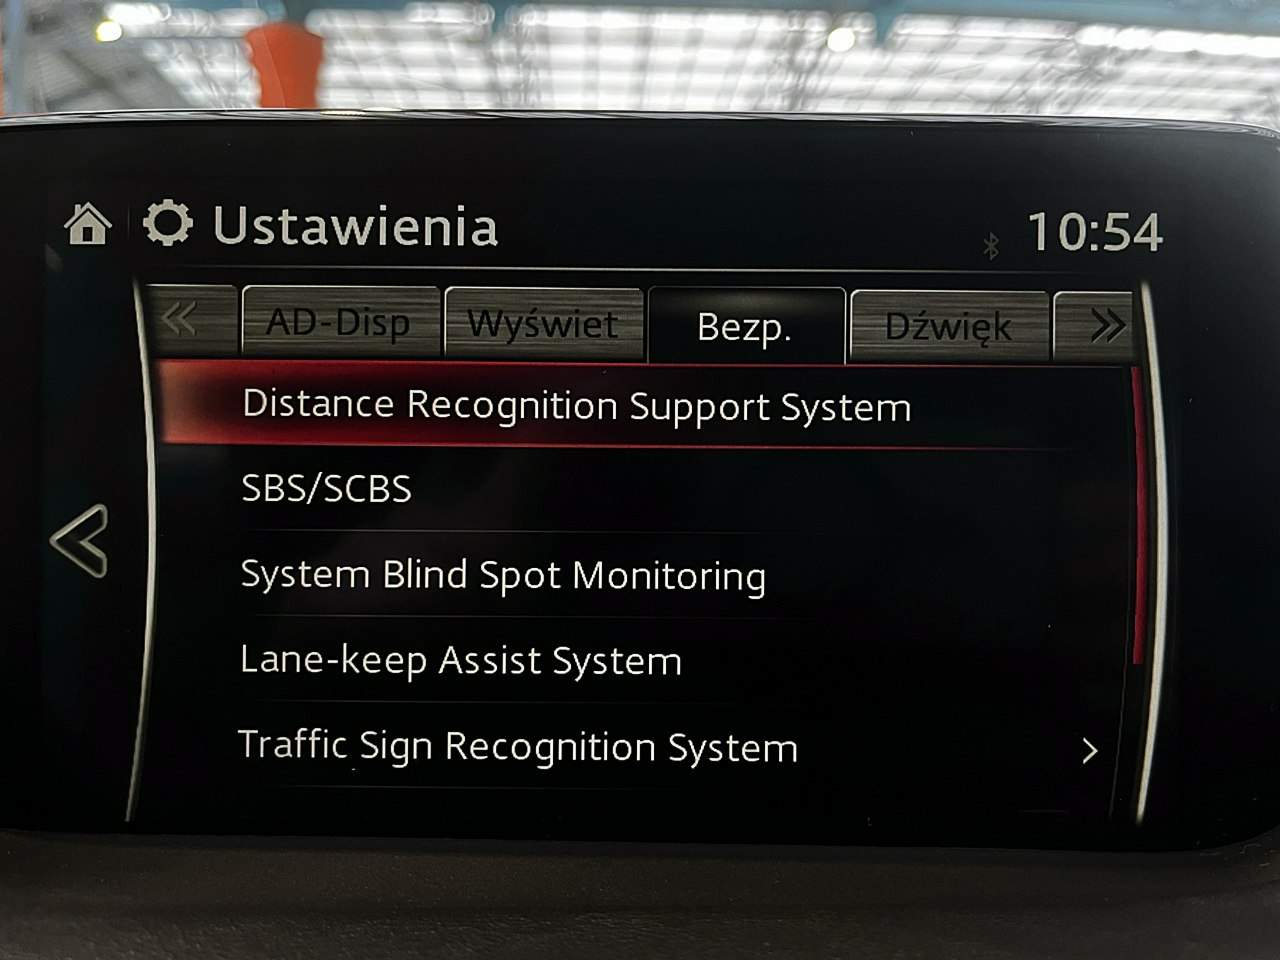 Ustawienia
10:54
AD-Disp
Wyświet
Bezp.
Dźwięk
Distance Recognition Support System
SBS/SCBS
System Blind Spot Monitoring
Lane-keep Assist System
Traffic Sign Recognition System